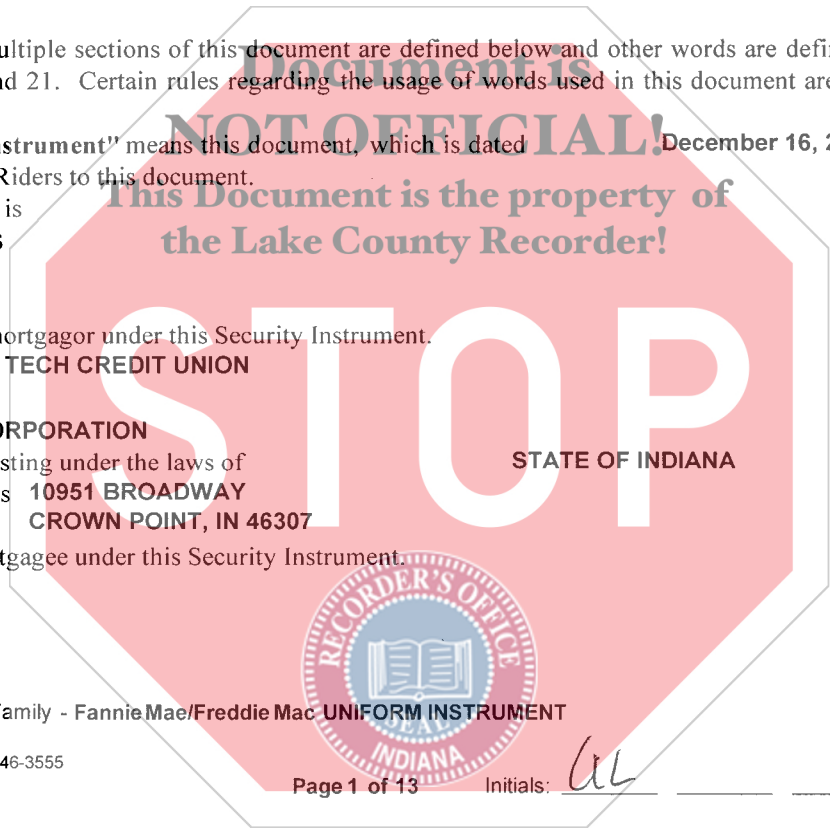 ultiple sections of this document are defined below and other words are defi
nd 21. Certain rules regarding the usage of words used in this document are
Document is
NOT OFFICIAL!
This Document is the property of
the Lake County Recorder!
strument" means this document, which is dated December 16, 2
Riders to this document.
is
s
STOP
ortgagor under this Security Instrument.
TECH CREDIT UNION
ORPORATION
sting under the laws of STATE OF INDIANA
s 10951 BROADWAY
CROWN POINT, IN 46307
tgagee under this Security Instrument.
RECORDER'S OFFICE
SEAL
INDIANA
amily - Fannie Mae/Freddie Mac UNIFORM INSTRUMENT
46-3555
Page 1 of 13 Initials: